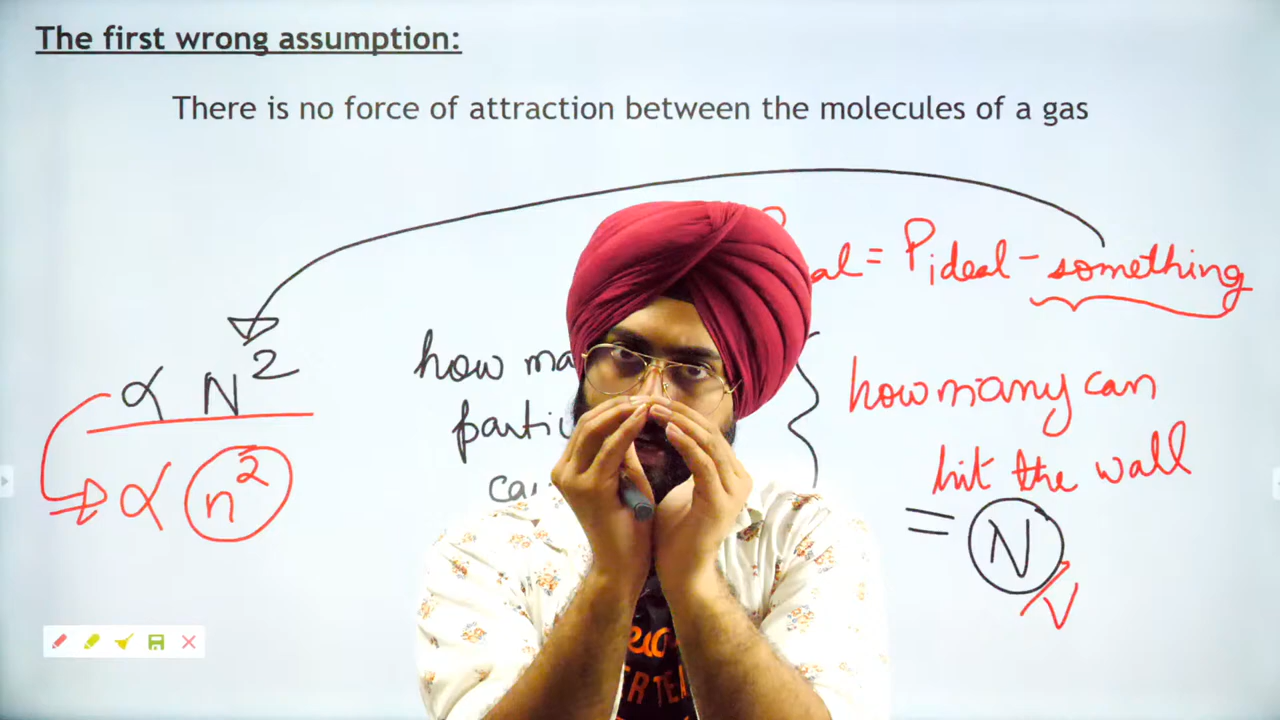 The first wrong assumption:
There is no force of attraction between the molecules of a gas
al = Pideal - something
∝ N²
∝ n²
how ma
partic
ca
how many can
hit the wall
= N/V